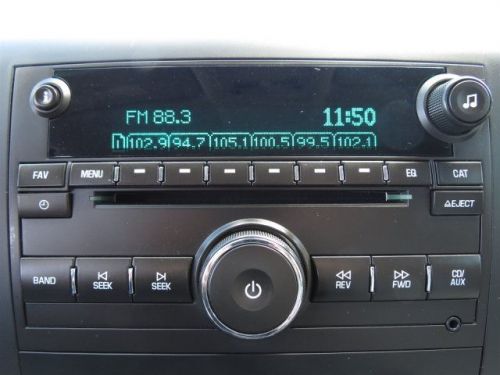 FM 88.3 11:50
1 102.9 94.7 105.1 100.5 99.5 102.1
FAV MENU EQ CAT
EJECT
BAND SEEK SEEK REV FWD CD/
AUX